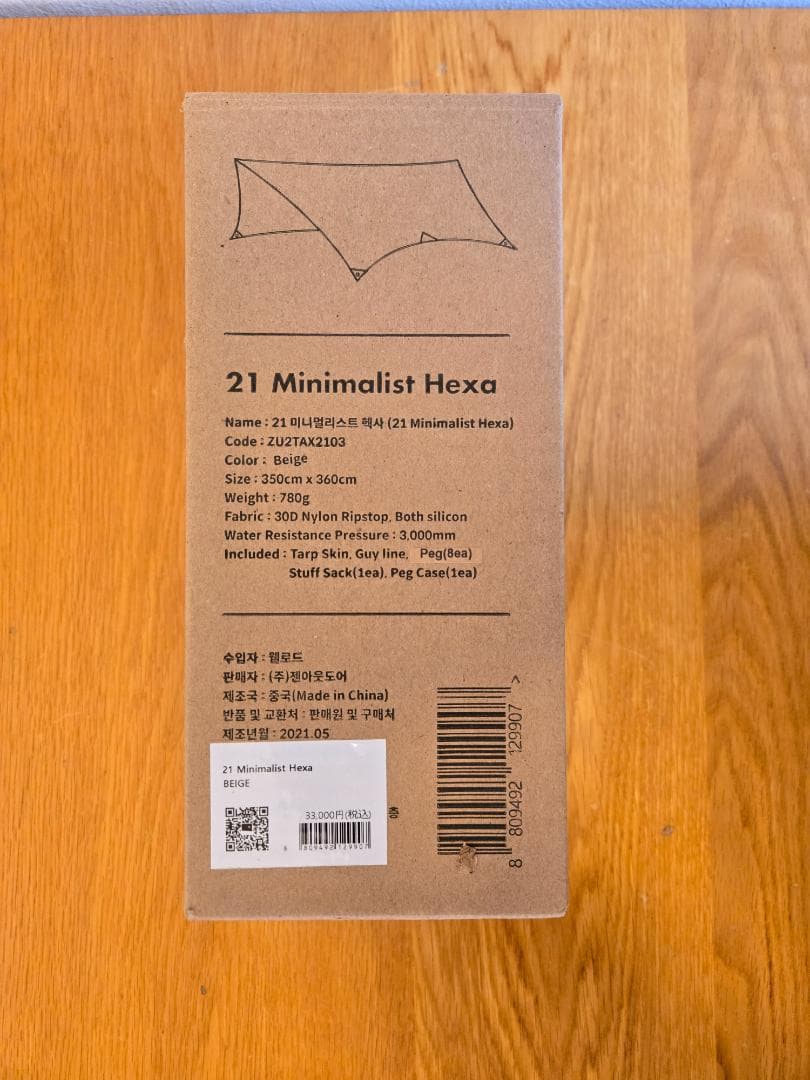 21 Minimalist Hexa
Name : 21 미니멀리스트 헥사 (21 Minimalist Hexa)
Code : ZU2TAX2103
Color : Beige
Size : 350cm x 360cm
Weight : 780g
Fabric : 30D Nylon Ripstop, Both silicon
Water Resistance Pressure : 3,000mm
Included : Tarp Skin, Guy line, Peg(8ea)
Stuff Sack(1ea), Peg Case(1ea)
수입자 : 웰로드
판매자 : (주)젠아웃도어
제조국 : 중국(Made in China)
반품 및 교환처 : 판매원 및 구매처
제조년월 : 2021.05
층
21 Minimalist Hexa
BEIGE
33,000円(税込)
8 809492 129907
8 809492 129907 >